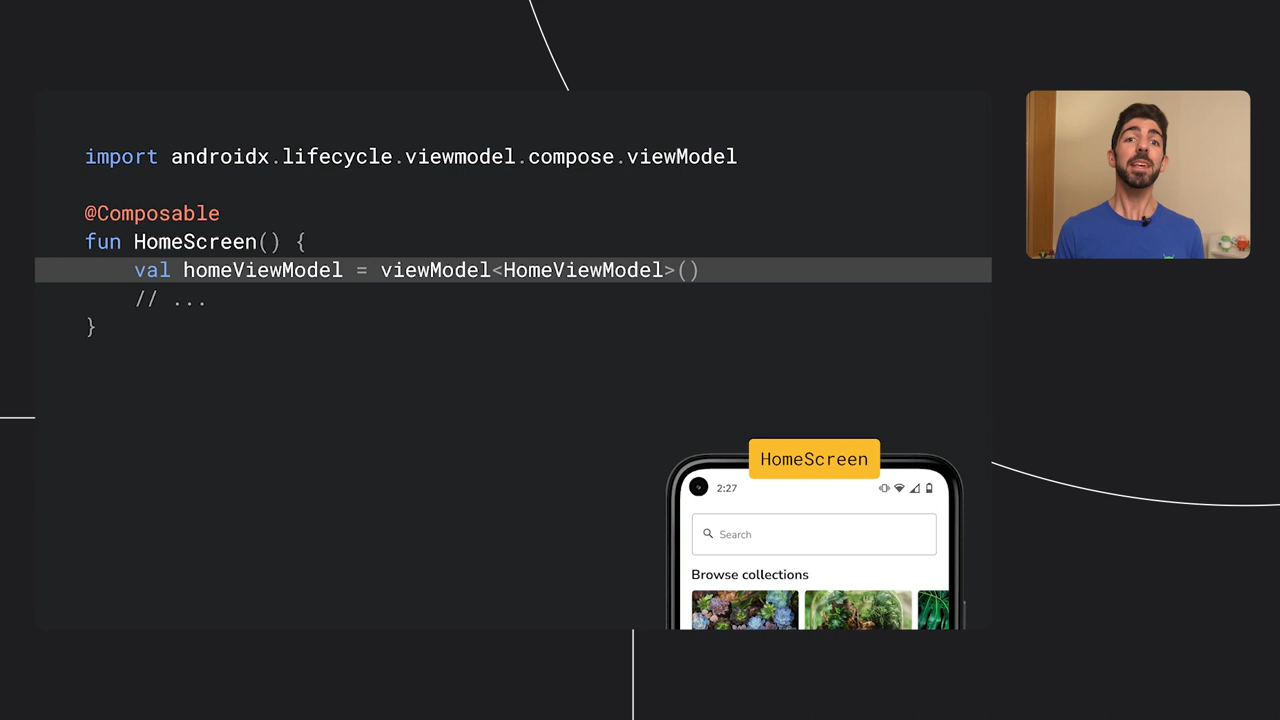 import androidx.lifecycle.viewmodel.compose.viewModel
@Composable
fun HomeScreen() {
    val homeViewModel = viewModel<HomeViewModel>()
    // ...
}
HomeScreen
2:27
Search
Browse collections